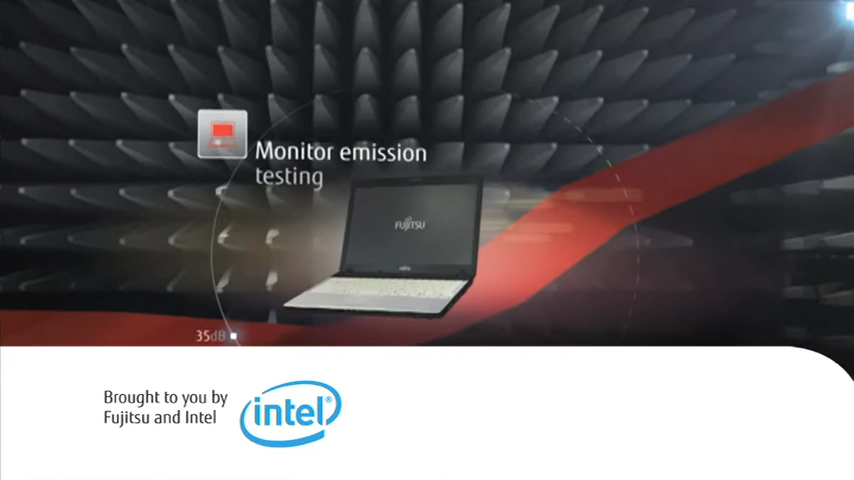 Monitor emission
testing
FUJITSU
35dB
Brought to you by
Fujitsu and Intel
intel®